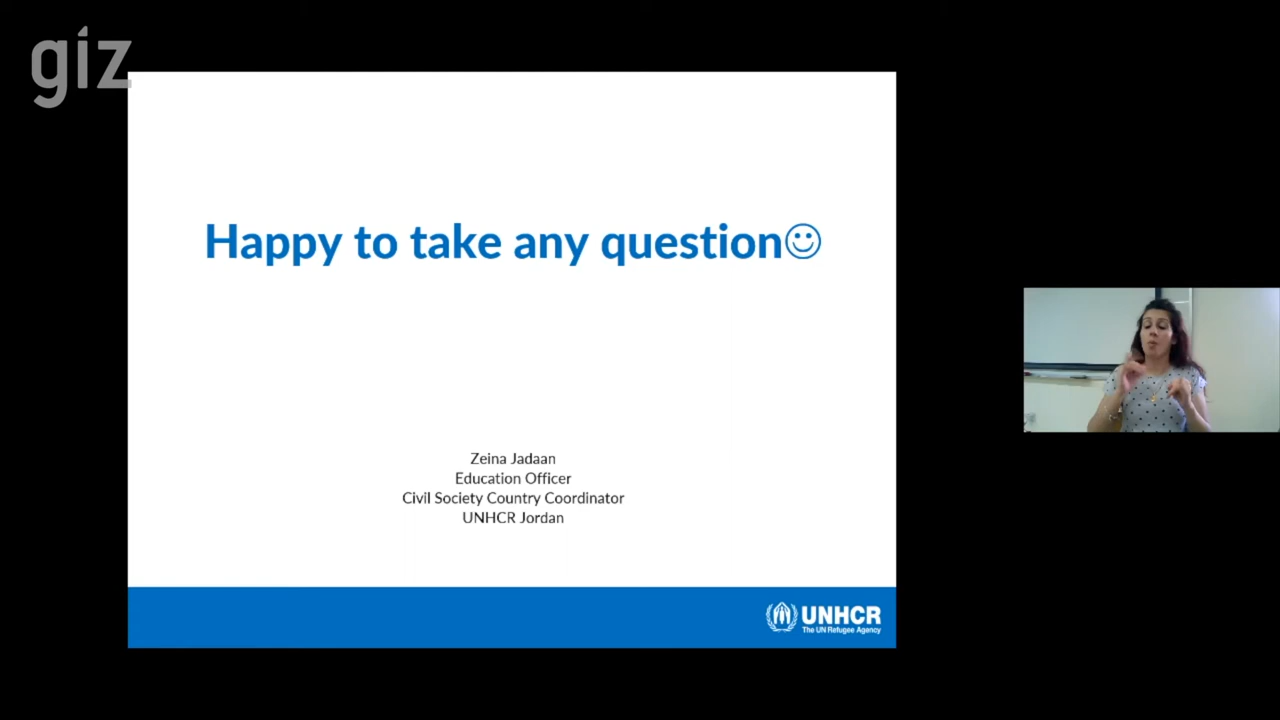 giz
Happy to take any question☺
Zeina Jadaan
Education Officer
Civil Society Country Coordinator
UNHCR Jordan
UNHCR
The UN Refugee Agency